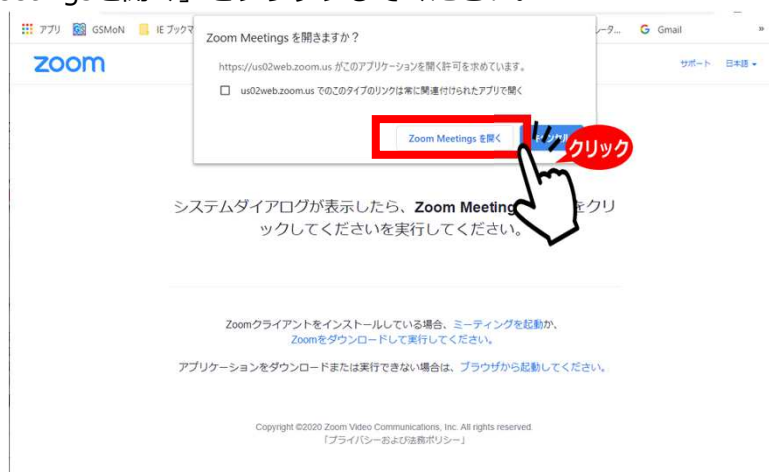 アプリ GSMoN Gmail »
Zoom Meetings を開きますか？
https://us02web.zoom.us がこのアプリケーションを開く許可を求めています。
us02web.zoom.us でのこのタイプのリンクは常に関連付けられたアプリで開く
Zoom Meetings を開く
クリック
zoom
サポート 日本語
システムダイアログが表示したら、Zoom Meeting をクリ
ックしてくださいを実行してください。
Zoomクライアントをインストールしている場合、ミーティングを起動か、
Zoomをダウンロードして実行してください。
アプリケーションをダウンロードまたは実行できない場合は、ブラウザから起動してください。
Copyright ©2020 Zoom Video Communications, Inc. All rights reserved.
「プライバシーおよび法務ポリシー」